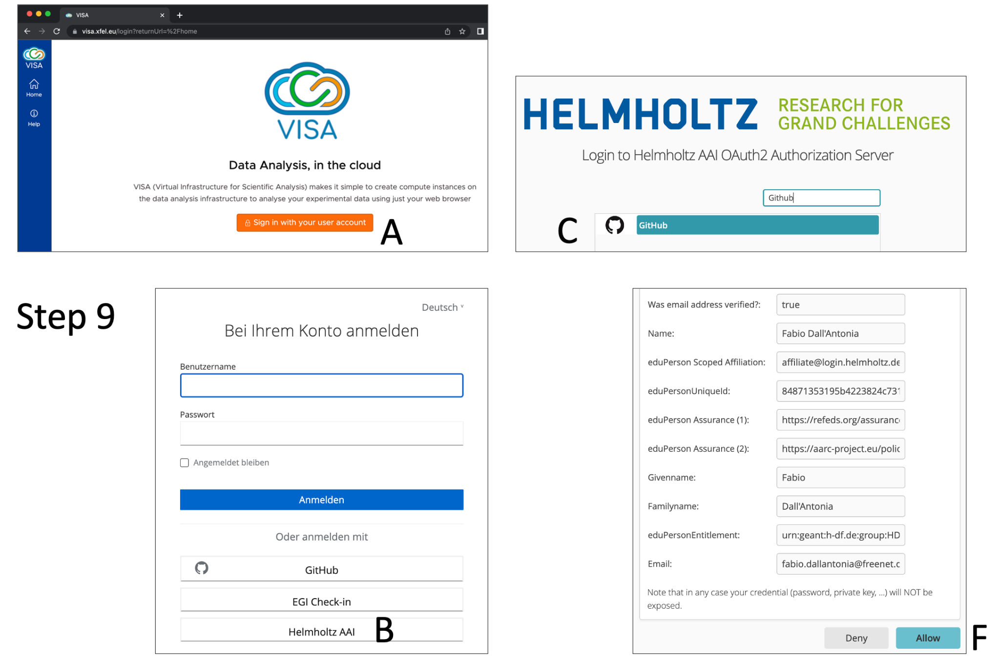 VISA
visa.xfel.eu/login?returnUrl=%2Fhome
VISA
Home
Help
VISA
Data Analysis, in the cloud
VISA (Virtual Infrastructure for Scientific Analysis) makes it simple to create compute instances on
the data analysis infrastructure to analyse your experimental data using just your web browser
Sign in with your user account
A
HELMHOLTZ
RESEARCH FOR
GRAND CHALLENGES
Login to Helmholtz AAI OAuth2 Authorization Server
Github
GitHub
C
Step 9
Deutsch
Bei Ihrem Konto anmelden
Benutzername
Passwort
Angemeldet bleiben
Anmelden
Oder anmelden mit
GitHub
EGI Check-in
Helmholtz AAI
B
Was email address verified?: true
Name: Fabio Dall'Antonia
eduPerson Scoped Affiliation: affiliate@login.helmholtz.de
eduPersonUniqueId: 84871353195b4223824c731
eduPerson Assurance (1): https://refeds.org/assurance
eduPerson Assurance (2): https://aarc-project.eu/polic
Givenname: Fabio
Familyname: Dall'Antonia
eduPersonEntitlement: urn:geant:h-df.de:group:HD
Email: fabio.dallantonia@freenet.c
Note that in any case your credential (password, private key, ...) will NOT be
exposed.
Deny
Allow
F